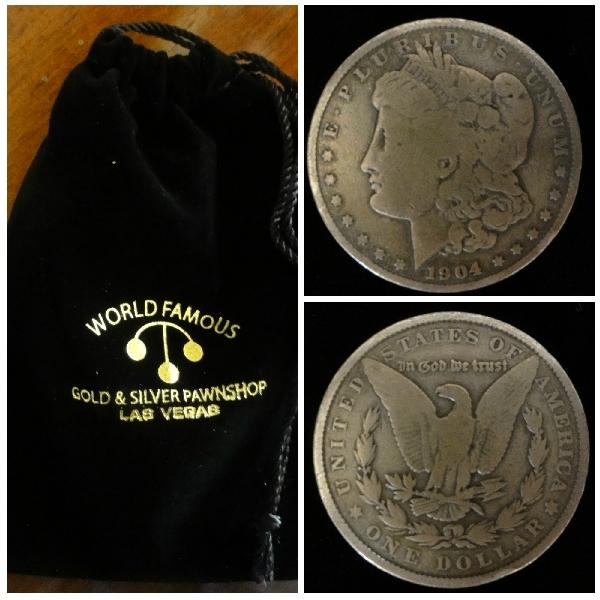 WORLD FAMOUS
GOLD & SILVER PAWNSHOP
LAS VEGAS
E·PLURIBUS·UNUM
LIBERTY
1904
UNITED STATES OF AMERICA
In God we trust
ONE DOLLAR